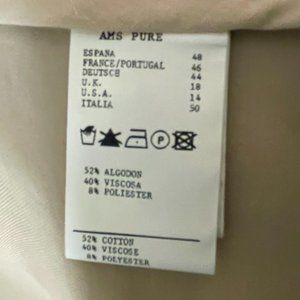 AMS PURE
ESPANA 48
FRANCE/PORTUGAL 46
DEUTSCH 44
U.K. 18
U.S.A. 14
ITALIA 50
P
52% ALGODON
40% VISCOSA
8% POLIESTER
52% COTTON
40% VISCOSE
8% POLYESTER